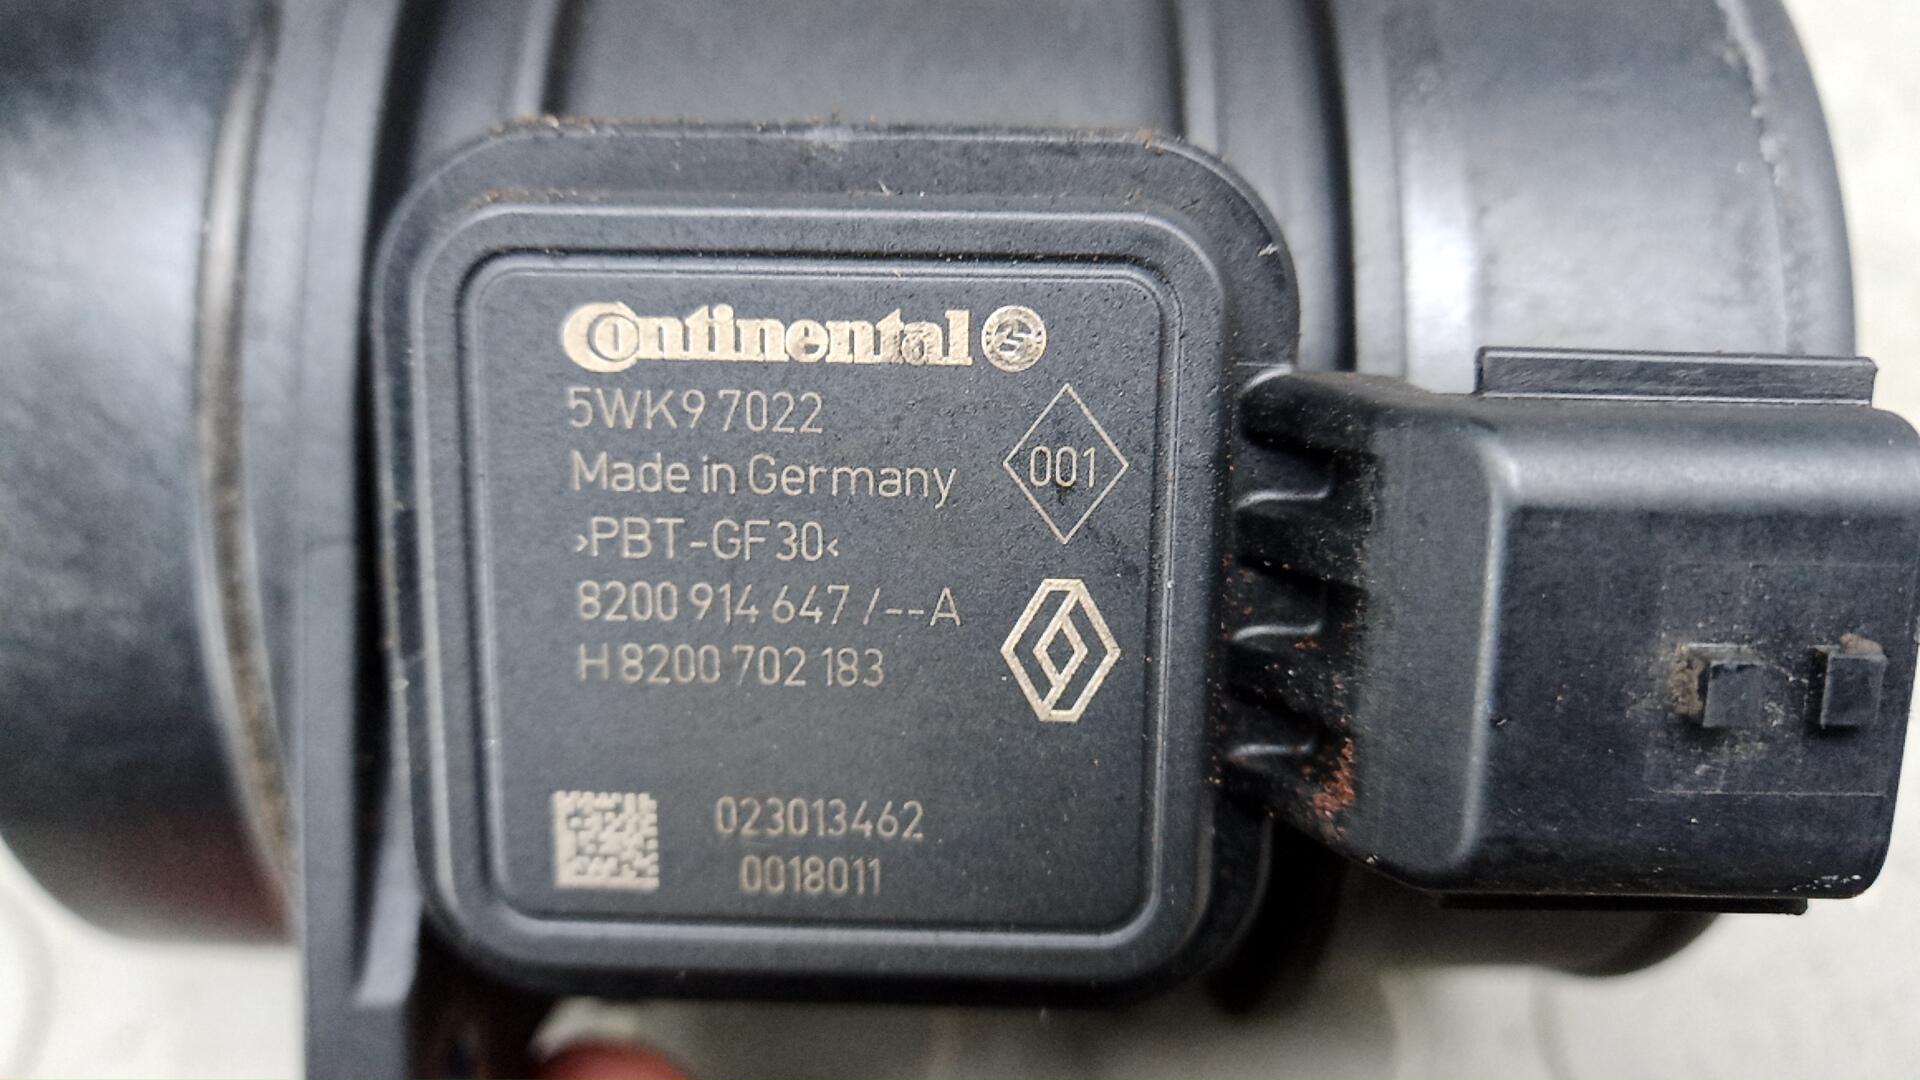 Continental
5WK9 7022
Made in Germany
001
>PBT-GF30<
8200 914 647 /--A
H 8200 702 183
023013462
0018011